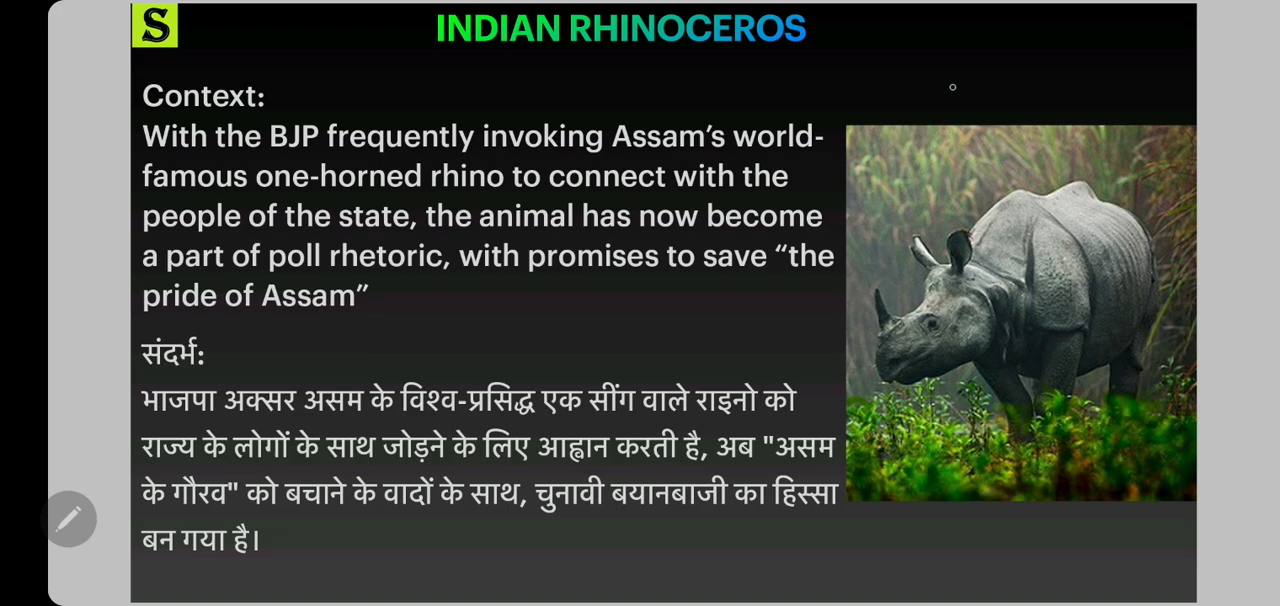 S
INDIAN RHINOCEROS
Context:
With the BJP frequently invoking Assam’s world-
famous one-horned rhino to connect with the
people of the state, the animal has now become
a part of poll rhetoric, with promises to save “the
pride of Assam”
संदर्भ:
भाजपा अक्सर असम के विश्व-प्रसिद्ध एक सींग वाले राइनो को
राज्य के लोगों के साथ जोड़ने के लिए आह्वान करती है, अब "असम
के गौरव" को बचाने के वादों के साथ, चुनावी बयानबाजी का हिस्सा
बन गया है।